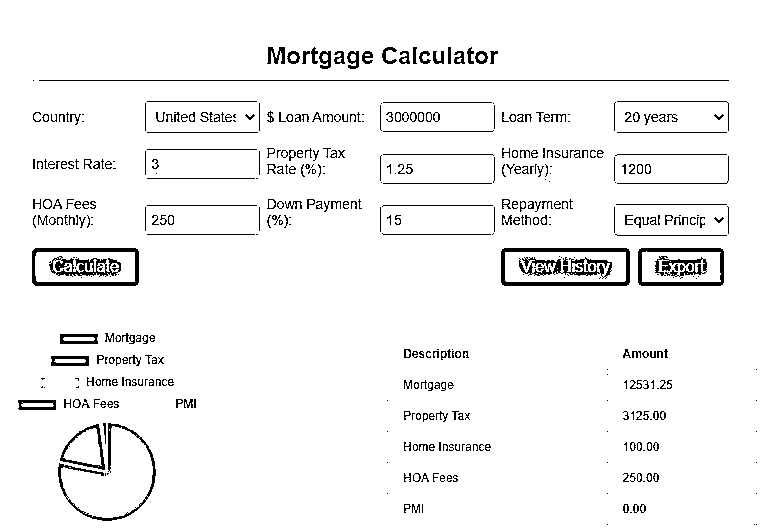 Mortgage Calculator
Country: United States $ Loan Amount: 3000000 Loan Term: 20 years
Interest Rate: 3 Property Tax Rate (%): 1.25 Home Insurance (Yearly): 1200
HOA Fees (Monthly): 250 Down Payment (%): 15 Repayment Method: Equal Princip
Calculate View History Export
Mortgage
Property Tax
Home Insurance
HOA Fees PMI
Description Amount
Mortgage 12531.25
Property Tax 3125.00
Home Insurance 100.00
HOA Fees 250.00
PMI 0.00